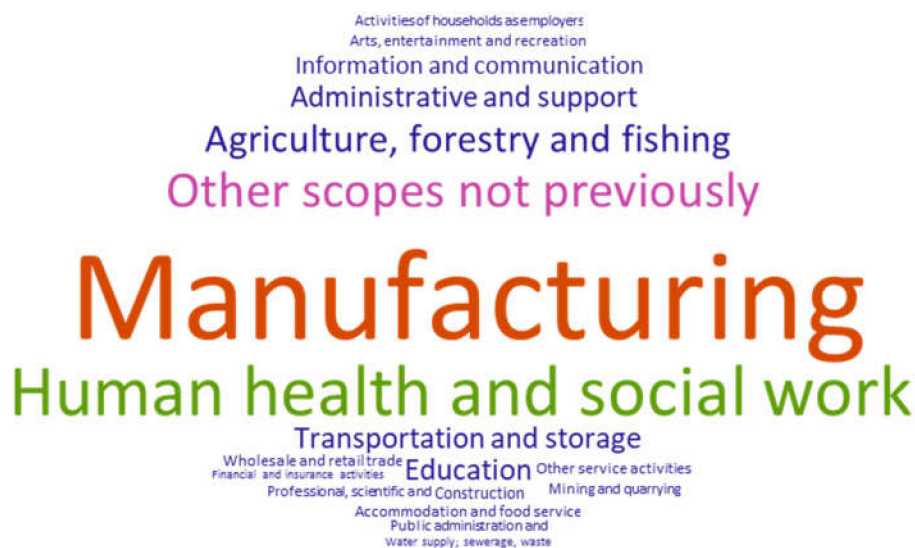 Activities of households as employers
Arts, entertainment and recreation
Information and communication
Administrative and support
Agriculture, forestry and fishing
Other scopes not previously
Manufacturing
Human health and social work
Transportation and storage
Wholesale and retail trade
Financial and insurance activities
Education
Other service activities
Professional, scientific and
Construction
Mining and quarrying
Accommodation and food service
Public administration and
Water supply; sewerage, waste